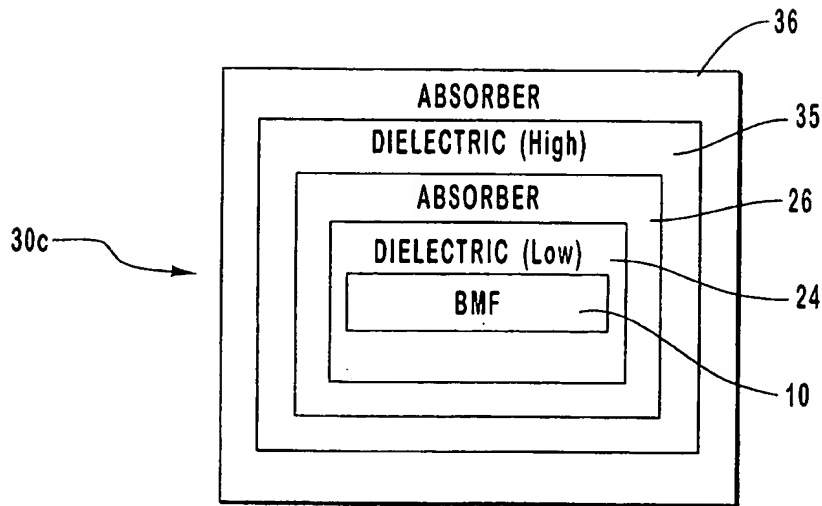 36
ABSORBER
35
DIELECTRIC (High)
ABSORBER
26
30c
DIELECTRIC (Low)
24
BMF
10